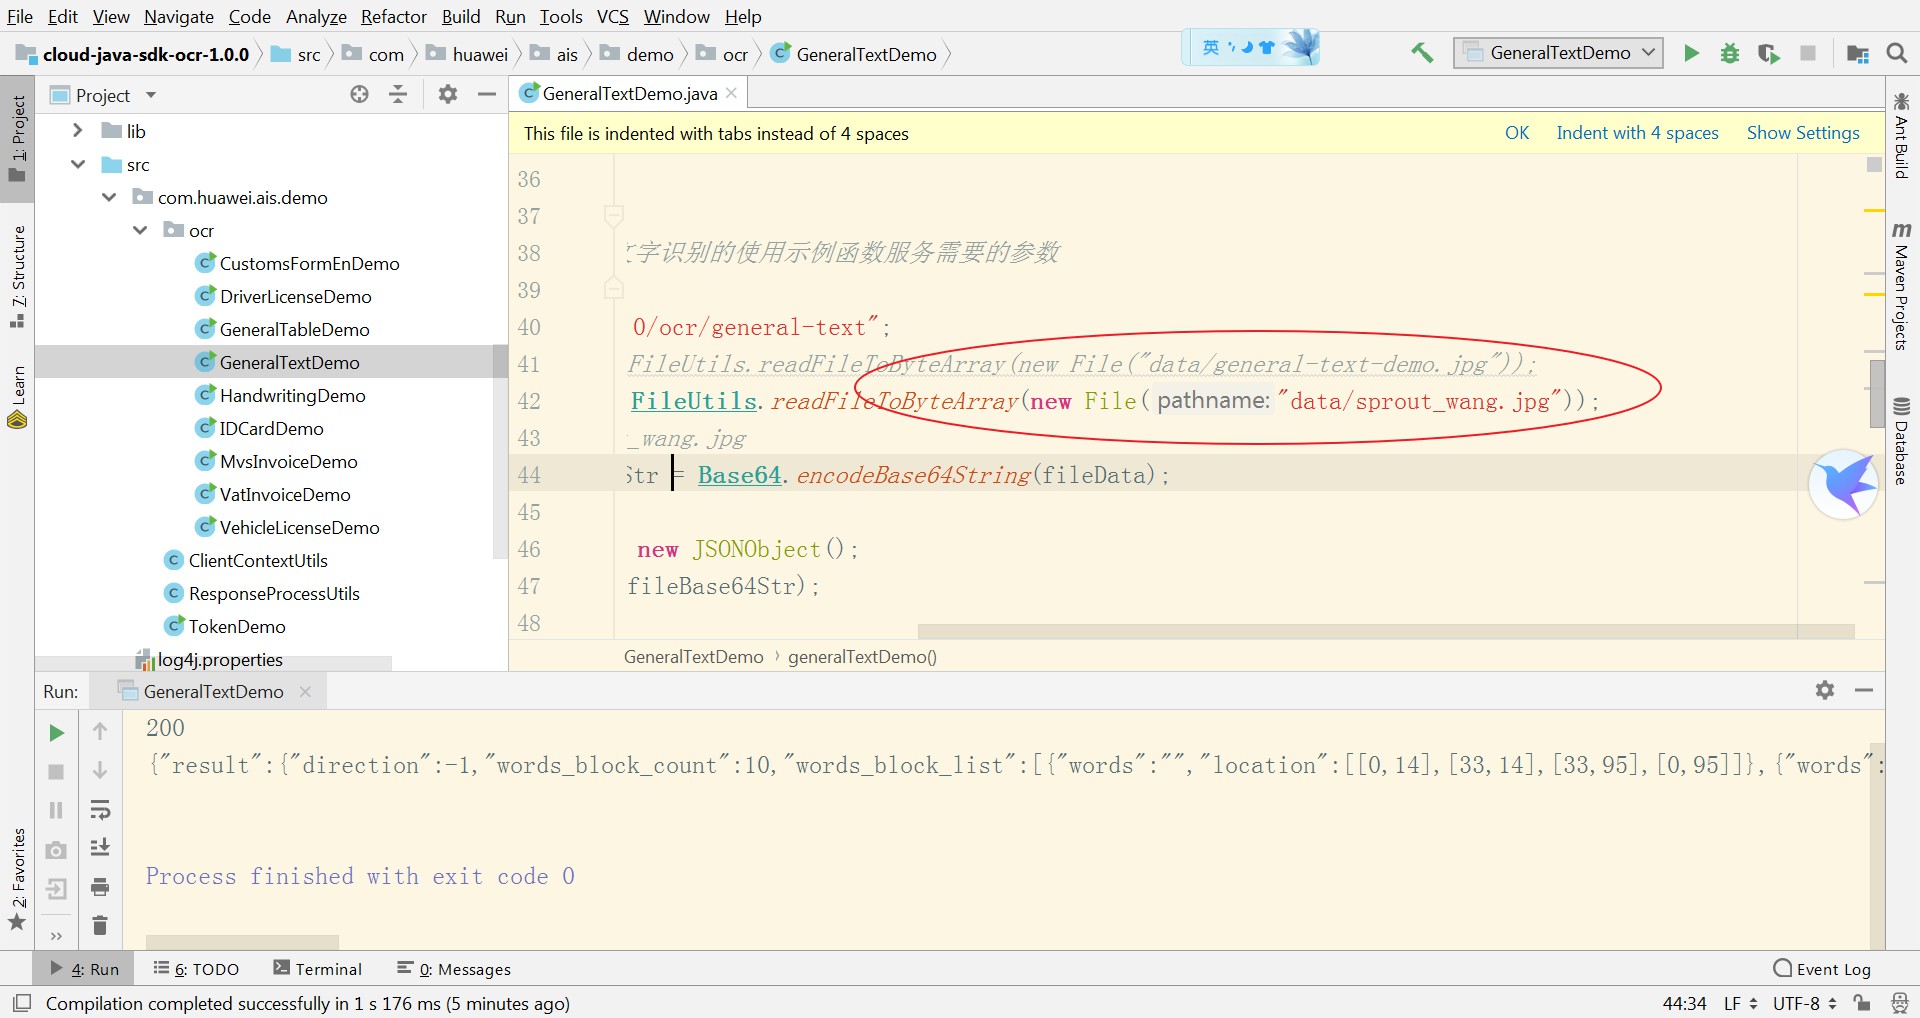 File Edit View Navigate Code Analyze Refactor Build Run Tools VCS Window Help
cloud-java-sdk-ocr-1.0.0 src com huawei ais demo ocr GeneralTextDemo
英
GeneralTextDemo
1: Project
7: Structure
Learn
2: Favorites
Project
lib
src
com.huawei.ais.demo
ocr
CustomsFormEnDemo
DriverLicenseDemo
GeneralTableDemo
GeneralTextDemo
HandwritingDemo
IDCardDemo
MvsInvoiceDemo
VatInvoiceDemo
VehicleLicenseDemo
ClientContextUtils
ResponseProcessUtils
TokenDemo
log4j.properties
GeneralTextDemo.java
This file is indented with tabs instead of 4 spaces OK Indent with 4 spaces Show Settings
36
37
38 文字识别的使用示例函数服务需要的参数
39
40 0/ocr/general-text";
41 FileUtils.readFileToByteArray(new File("data/general-text-demo.jpg"));
42 FileUtils.readFileToByteArray(new File( pathname: "data/sprout_wang.jpg"));
43 _wang.jpg
44 Str = Base64.encodeBase64String(fileData);
45
46 new JSONObject();
47 fileBase64Str);
48
GeneralTextDemo › generalTextDemo()
Ant Build
Maven Projects
Database
Run: GeneralTextDemo
200
{"result":{"direction":-1,"words_block_count":10,"words_block_list":[{"words":"","location":[[0,14],[33,14],[33,95],[0,95]]},{"words":
Process finished with exit code 0
4: Run 6: TODO Terminal 0: Messages Event Log
Compilation completed successfully in 1 s 176 ms (5 minutes ago) 44:34 LF UTF-8